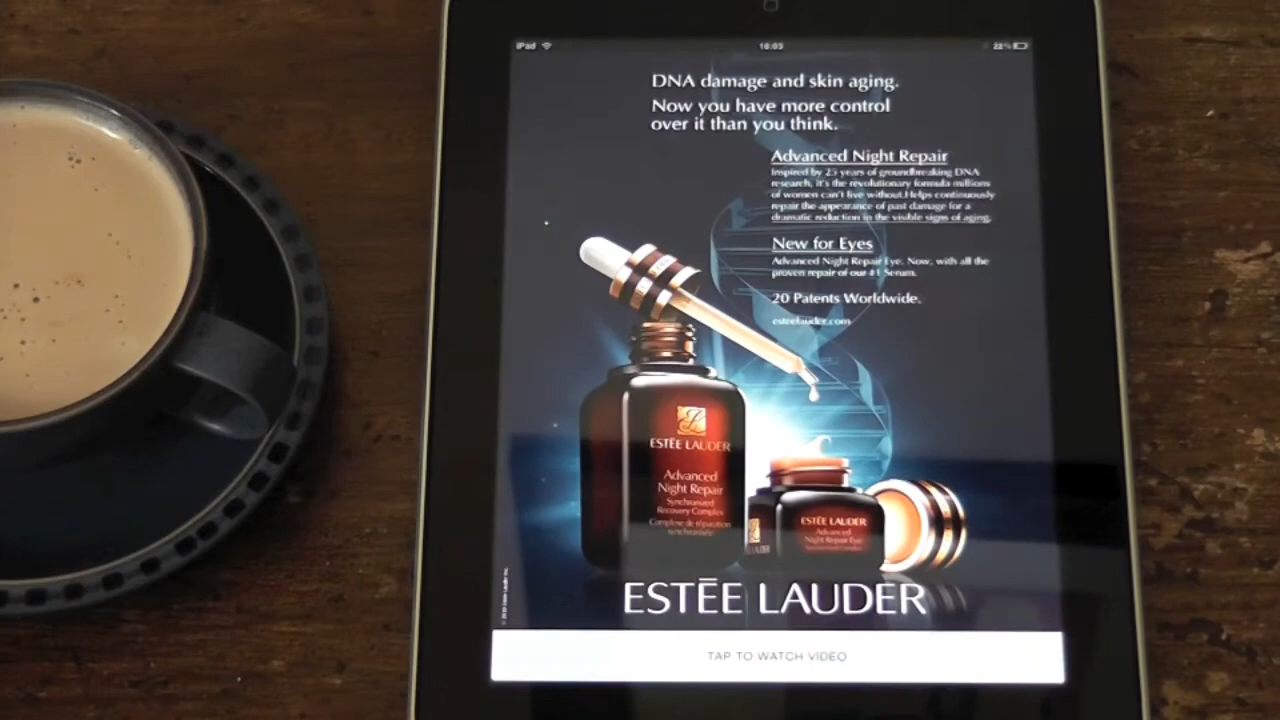 iPad
18:03
22%
DNA damage and skin aging.
Now you have more control
over it than you think.
Advanced Night Repair
Inspired by 25 years of groundbreaking DNA
research, it's the revolutionary formula millions
of women can't live without.Helps continuously
repair the appearance of past damage for a
dramatic reduction in the visible signs of aging.
New for Eyes
Advanced Night Repair Eye. Now, with all the
proven repair of our #1 Serum.
20 Patents Worldwide.
esteelauder.com
ESTĒE LAUDER
Advanced
Night Repair
Synchronized
Recovery Complex
Complexe de réparation
synchronisée
ESTĒE LAUDER
Advanced
Night Repair Eye
LAUDER
ESTĒE LAUDER
TAP TO WATCH VIDEO